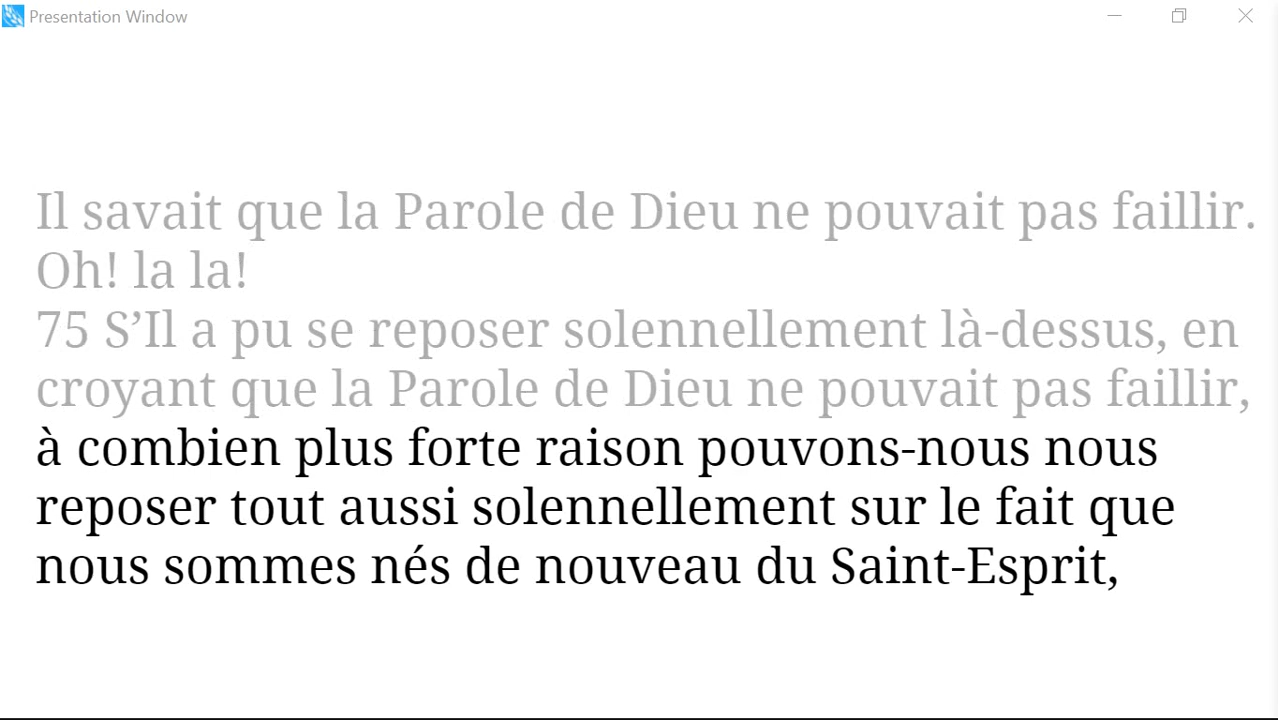 Presentation Window
Il savait que la Parole de Dieu ne pouvait pas faillir.
Oh! la la!
75 S’Il a pu se reposer solennellement là-dessus, en
croyant que la Parole de Dieu ne pouvait pas faillir,
à combien plus forte raison pouvons-nous nous
reposer tout aussi solennellement sur le fait que
nous sommes nés de nouveau du Saint-Esprit,